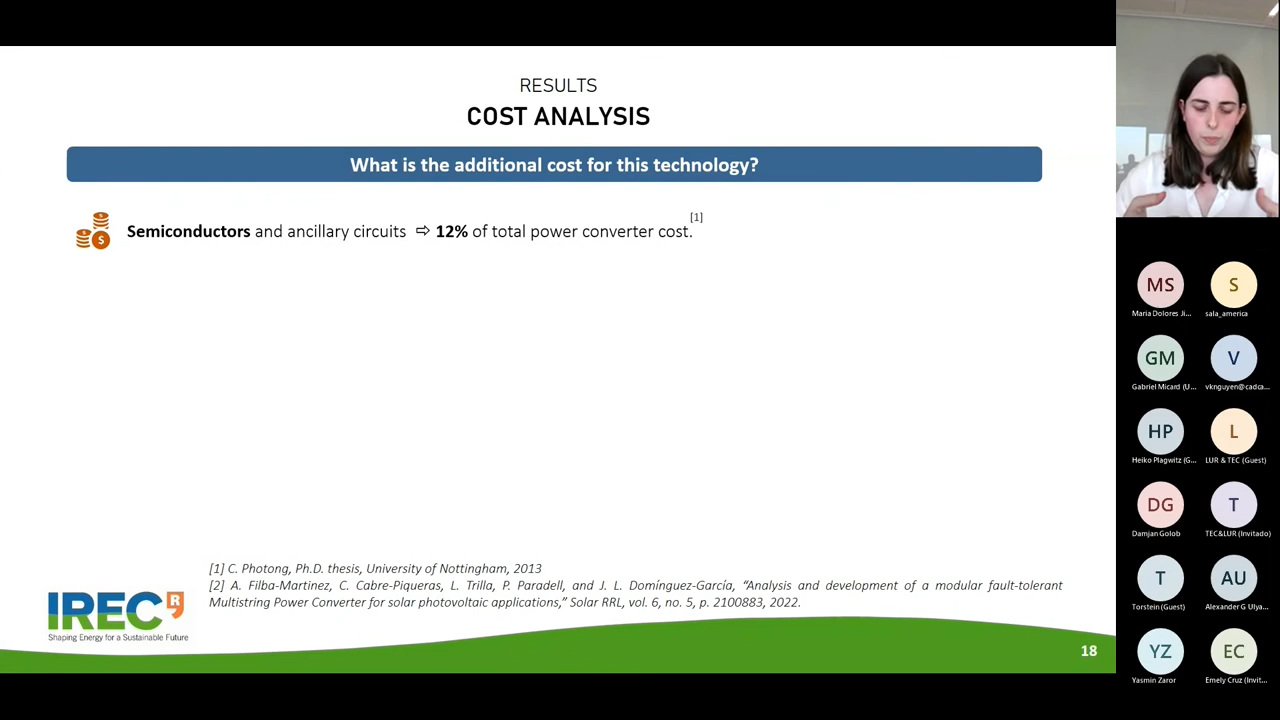 RESULTS
COST ANALYSIS
What is the additional cost for this technology?
Semiconductors and ancillary circuits ⇨ 12% of total power converter cost.[1]
[1] C. Photong, Ph.D. thesis, University of Nottingham, 2013
[2] A. Filba-Martinez, C. Cabre-Piqueras, L. Trilla, P. Paradell, and J. L. Domínguez-García, “Analysis and development of a modular fault-tolerant
Multistring Power Converter for solar photovoltaic applications,” Solar RRL, vol. 6, no. 5, p. 2100883, 2022.
IRECR
Shaping Energy for a Sustainable Future
18
MS
Maria Dolores Ji...
S
sala_america
GM
Gabriel Micard (U...
V
vknguyen@cadca...
HP
Heiko Plagwitz (G...
L
LUR & TEC (Guest)
DG
Damjan Golob
T
TEC&LUR (Invitado)
T
Torstein (Guest)
AU
Alexander G Ulya...
YZ
Yasmin Zaror
EC
Emely Cruz (Invit...